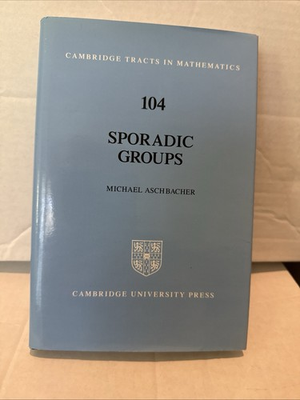 CAMBRIDGE TRACTS IN MATHEMATICS
104
SPORADIC
GROUPS
MICHAEL ASCHBACHER
CAMBRIDGE UNIVERSITY PRESS